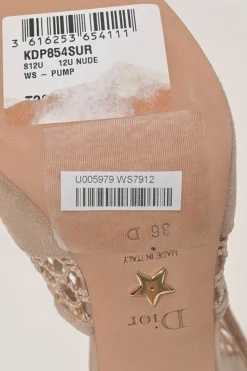 3 616253 654111
KDP854SUR
S12U 12U NUDE
WS - PUMP
U005979 WS7912
36 D
MADE IN ITALY
Dior